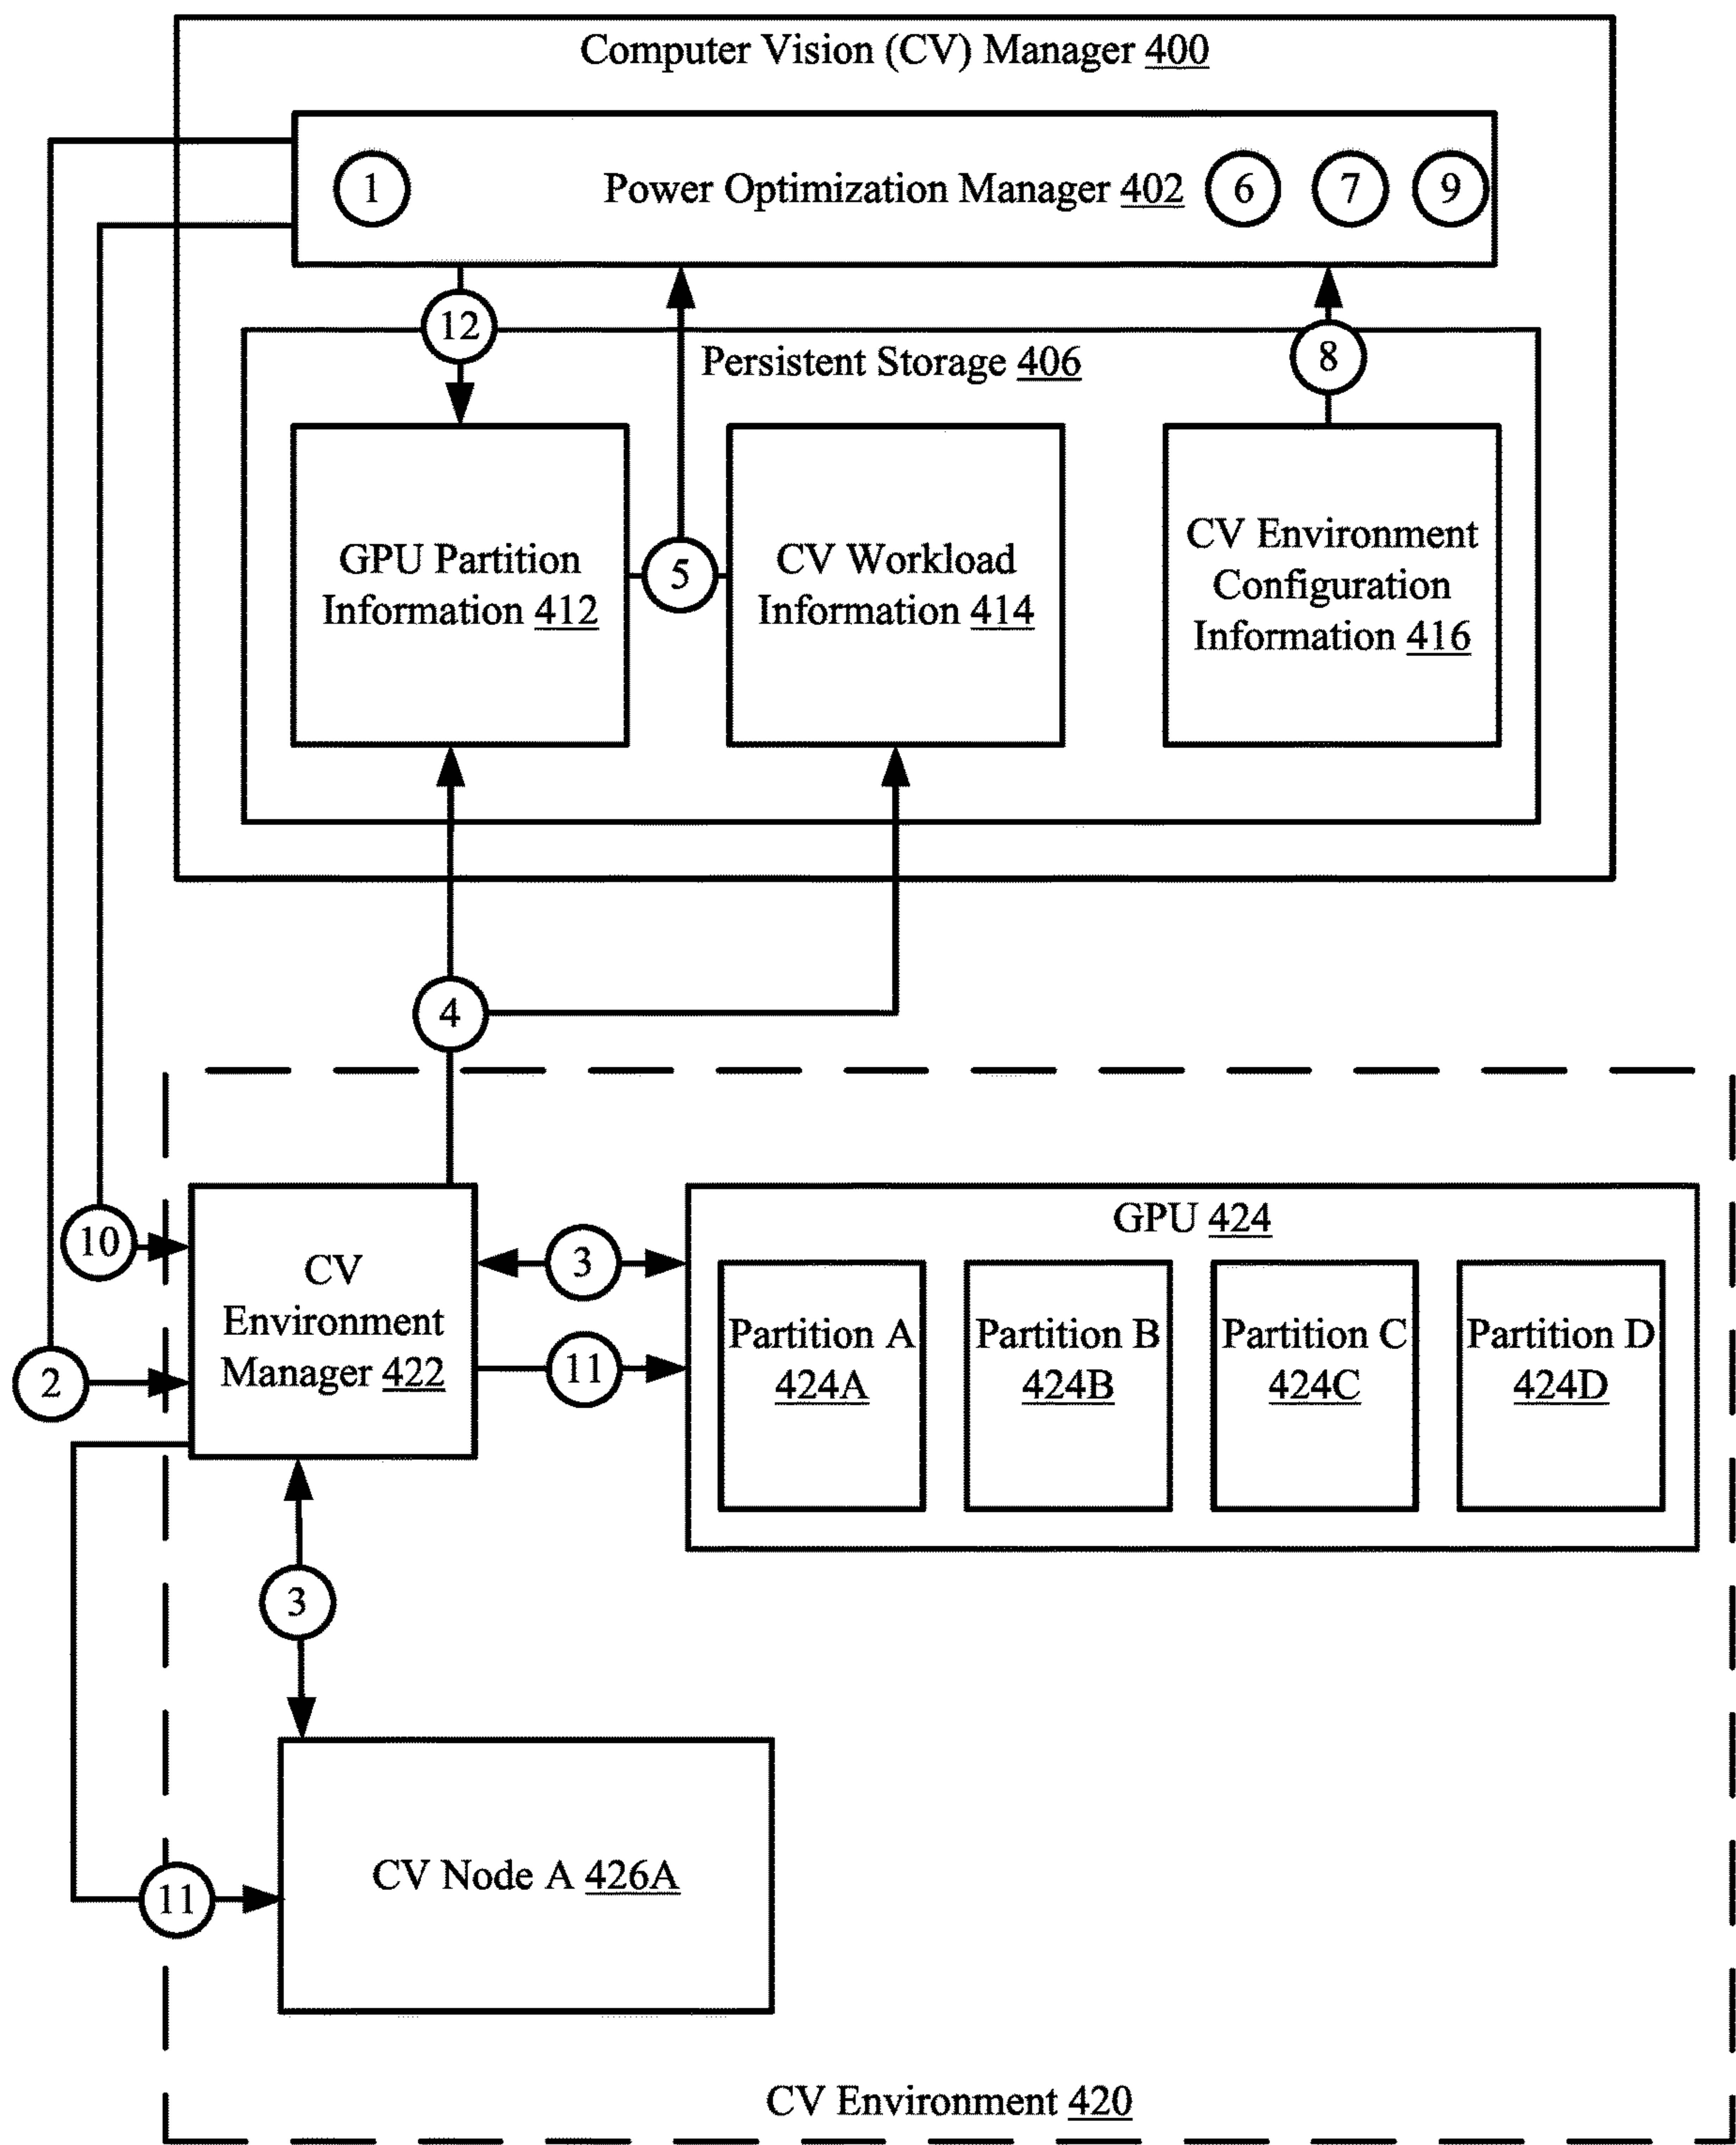 Computer Vision (CV) Manager 400
1
Power Optimization Manager 402
6
7
9
12
Persistent Storage 406
8
GPU Partition
Information 412
5
CV Workload
Information 414
CV Environment
Configuration
Information 416
4
10
2
CV
Environment
Manager 422
3
11
GPU 424
Partition A
424A
Partition B
424B
Partition C
424C
Partition D
424D
3
11
CV Node A 426A
CV Environment 420